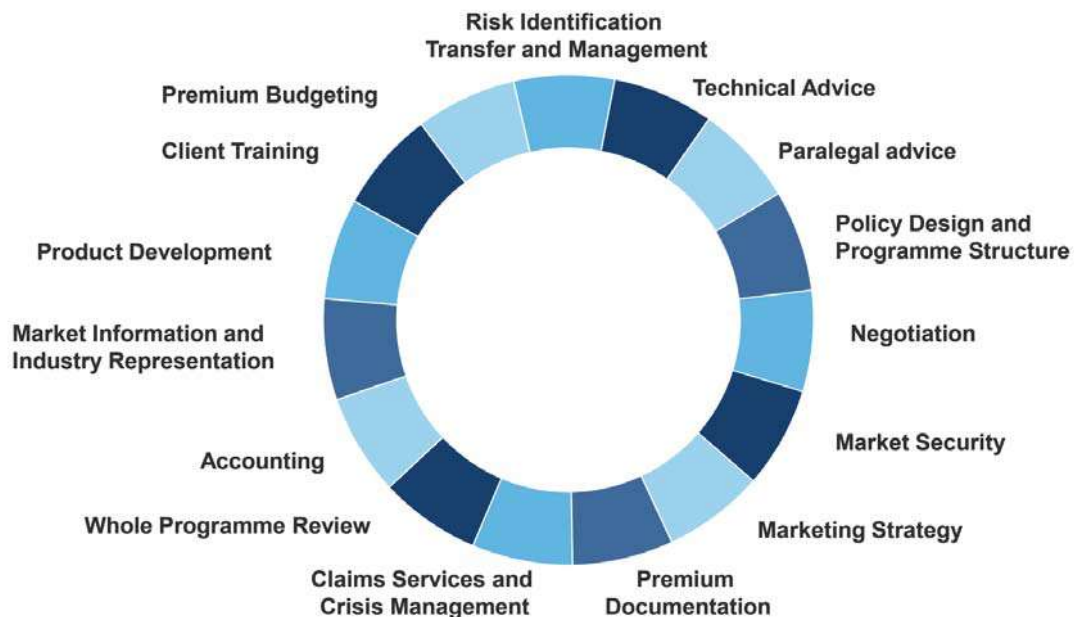 Risk Identification
Transfer and Management
Technical Advice
Paralegal advice
Policy Design and
Programme Structure
Negotiation
Market Security
Marketing Strategy
Premium
Documentation
Claims Services and
Crisis Management
Whole Programme Review
Accounting
Market Information and
Industry Representation
Product Development
Client Training
Premium Budgeting